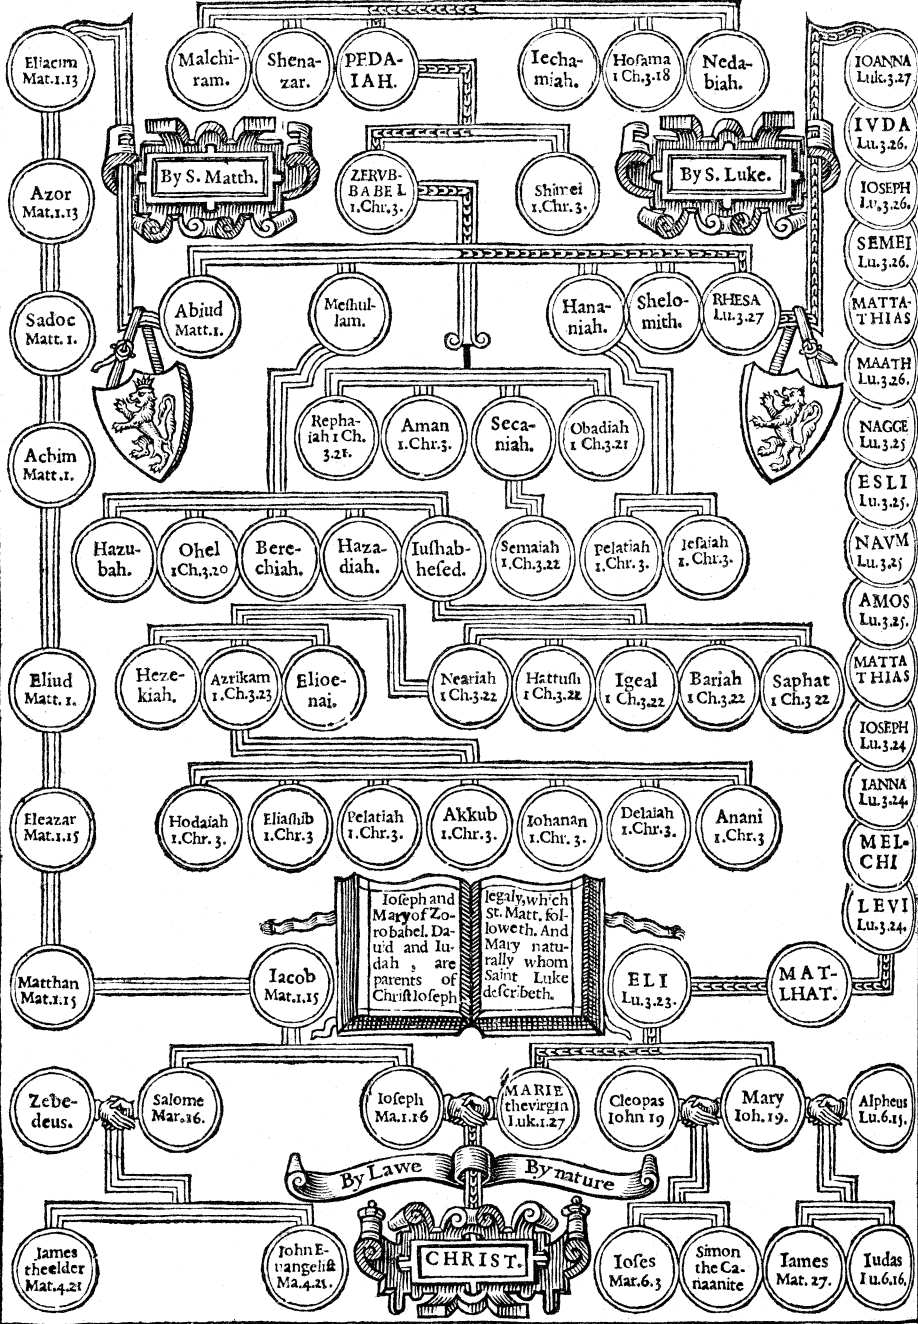 Eliacim
Mat.1.13
Malchi-
ram.
Shena-
zar.
PEDA-
IAH.
Iecha-
miah.
Hosama
1 Ch.3.18
Neda-
biah.
IOANNA
Luk.3.27
IVDA
Lu.3.26.
By S. Matth.
By S. Luke.
Azor
Mat.1.13
ZERVB-
BABEL
1.Chr.3.
Shimei
1.Chr.3.
IOSEPH
Lu.3.26.
SEMEI
Lu.3.26.
Sadoc
Matt. 1.
Abiud
Matt.1.
Meſhul-
lam.
Hana-
niah.
Shelo-
mith.
RHESA
Lu.3.27
MATTA-
THIAS
MAATH
Lu.3.26.
Achim
Matt.1.
Repha-
iah 1 Ch.
3.21.
Aman
1.Chr.3.
Seca-
niah.
Obadiah
1 Ch.3.21
NAGGE
Lu.3.25
ESLI
Lu.3.25.
Hazu-
bah.
Ohel
1Ch.3.20
Bere-
chiah.
Haza-
diah.
Iuſhab-
heſed.
Semaiah
1.Ch.3.22
Pelatiah
1.Chr. 3.
Ieſaiah
1.Chr.3.
NAVM
Lu.3.25
AMOS
Lu.3.25.
Eliud
Matt. 1.
Heze-
kiah.
Azrikam
1.Ch.3.23
Elioe-
nai.
Neariah
1 Ch.3.22
Hattuſh
1 Ch.3.22
Igeal
1 Ch.3.22
Bariah
1 Ch.3.22
Saphat
1 Ch 3 22
MATTA
THIAS
IOSEPH
Lu.3.24
Eleazar
Mat.1.15
Hodaiah
1.Chr. 3.
Eliaſhib
1.Chr.3
Pelatiah
1.Chr.3.
Akkub
1.Chr.3.
Iohanan
1.Chr. 3.
Delaiah
1.Chr.3.
Anani
1.Chr.3
IANNA
Lu.3.24.
MEL-
CHI
LEVI
Lu.3.24.
Ioſeph and
Mary of Zo-
robabel. Da-
uid and Iu-
dah , are
parents of
Chriſt Ioſeph
legaly, which
St. Matt. fol-
loweth. And
Mary natu-
rally whom
Saint Luke
deſcribeth.
Matthan
Mat.1.15
Iacob
Mat.1.15
ELI
Lu.3.23.
MAT-
LHAT.
Zebe-
deus.
Salome
Mar.16.
Ioſeph
Ma.1.16
MARIE
the virgin
Luk.1.27
Cleopas
Iohn 19
Mary
Ioh.19.
Alpheus
Lu.6.15.
By Lawe
By nature
Iames
the elder
Mat.4.21
Iohn E-
uangeliſt
Ma.4.21.
CHRIST.
Ioſes
Mar.6.3
Simon
the Ca-
naanite
Iames
Mat.27.
Iudas
Lu.6.16.